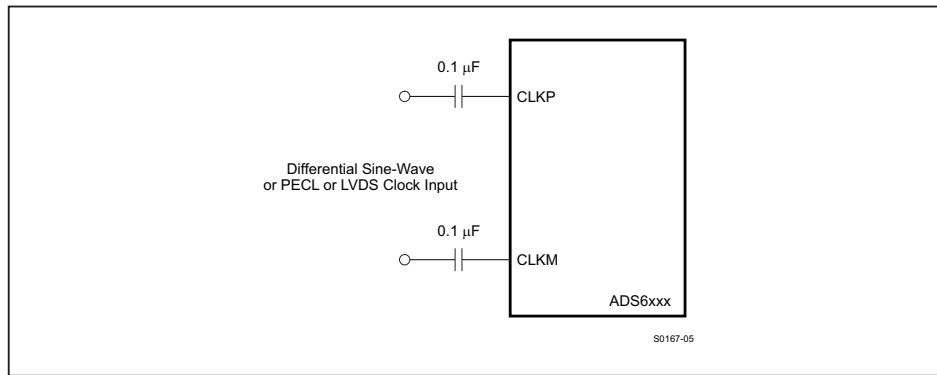 0.1 μF
CLKP
Differential Sine-Wave
or PECL or LVDS Clock Input
0.1 μF
CLKM
ADS6xxx
S0167-05